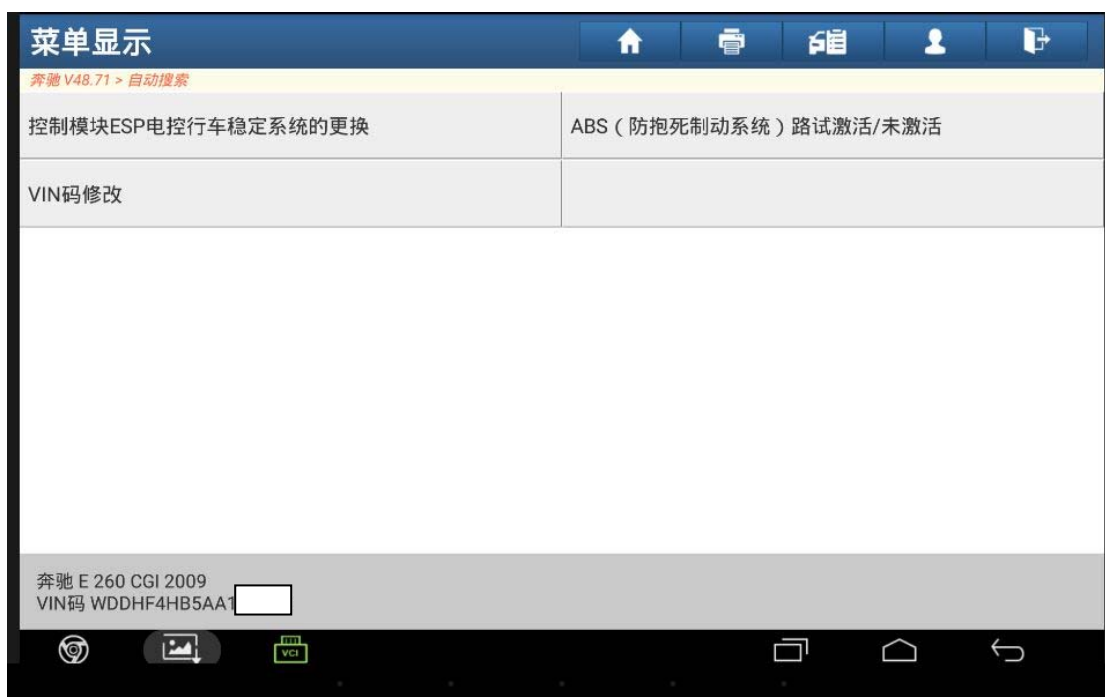 菜单显示
奔驰 V48.71 > 自动搜索
控制模块ESP电控行车稳定系统的更换
ABS（防抱死制动系统）路试激活/未激活
VIN码修改
奔驰 E 260 CGI 2009
VIN码 WDDHF4HB5AA1
VCI